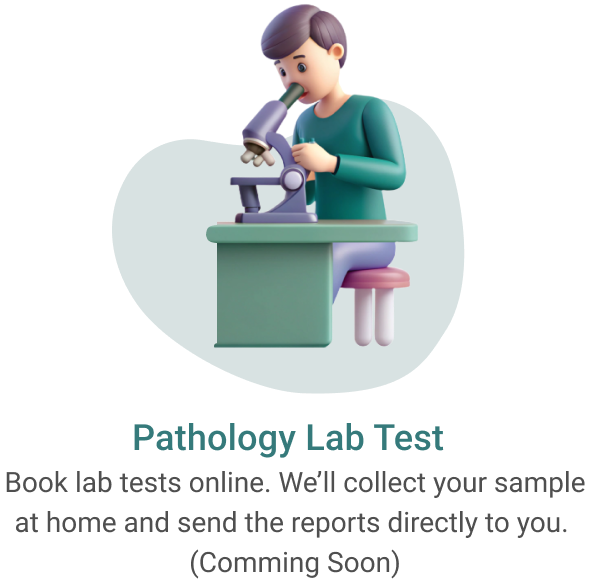 Pathology Lab Test
Book lab tests online. We’ll collect your sample
at home and send the reports directly to you.
(Comming Soon)